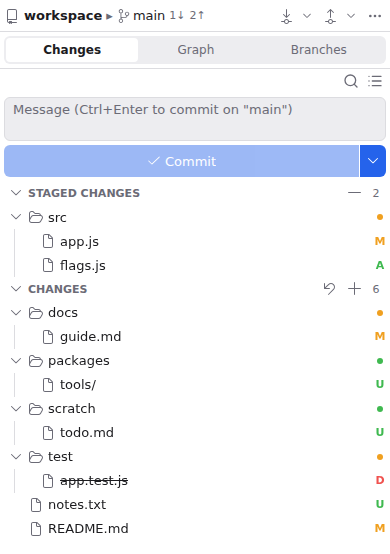 workspace ▸ main 1↓ 2↑
Changes Graph Branches
Message (Ctrl+Enter to commit on "main")
Commit
STAGED CHANGES 2
src
app.js M
flags.js A
CHANGES 6
docs
guide.md M
packages
tools/ U
scratch
todo.md U
test
app.test.js D
notes.txt U
README.md M